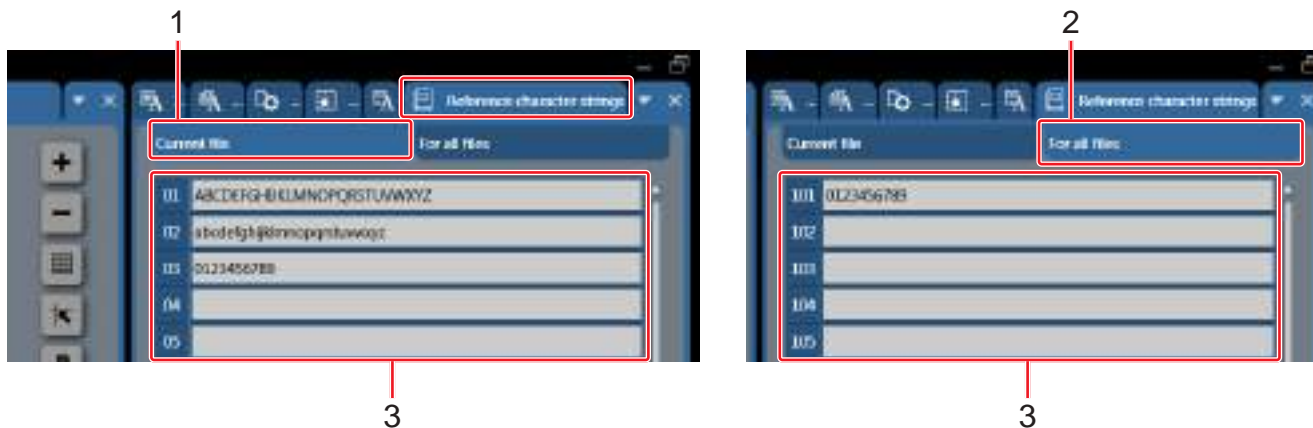 1
2
Reference character strings
Reference character strings
Current file
For all files
Current file
For all files
01 ABCDEFGHIJKLMNOPQRSTUVWXYZ
101 0123456789
02 abcdefghijklmnopqrstuvwxyz
102
03 0123456789
103
04
104
05
105
3
3